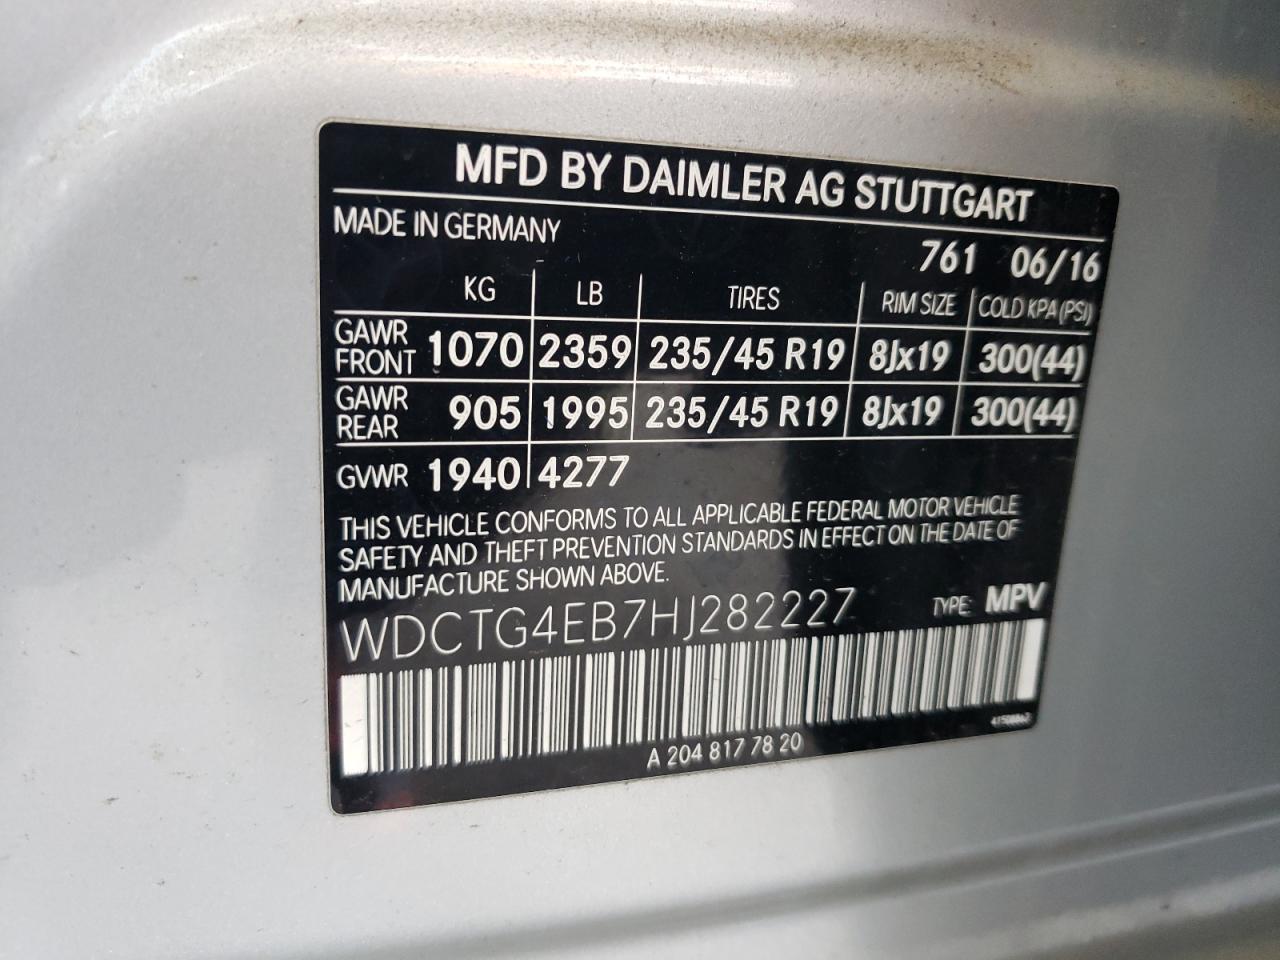 MFD BY DAIMLER AG STUTTGART
MADE IN GERMANY
761 06/16
KG LB TIRES RIM SIZE COLD KPA (PSI)
GAWR FRONT 1070 2359 235/45 R19 8Jx19 300(44)
GAWR REAR 905 1995 235/45 R19 8Jx19 300(44)
GVWR 1940 4277
THIS VEHICLE CONFORMS TO ALL APPLICABLE FEDERAL MOTOR VEHICLE
SAFETY AND THEFT PREVENTION STANDARDS IN EFFECT ON THE DATE OF
MANUFACTURE SHOWN ABOVE.
WDCTG4EB7HJ282227 TYPE: MPV
A 204 817 78 20